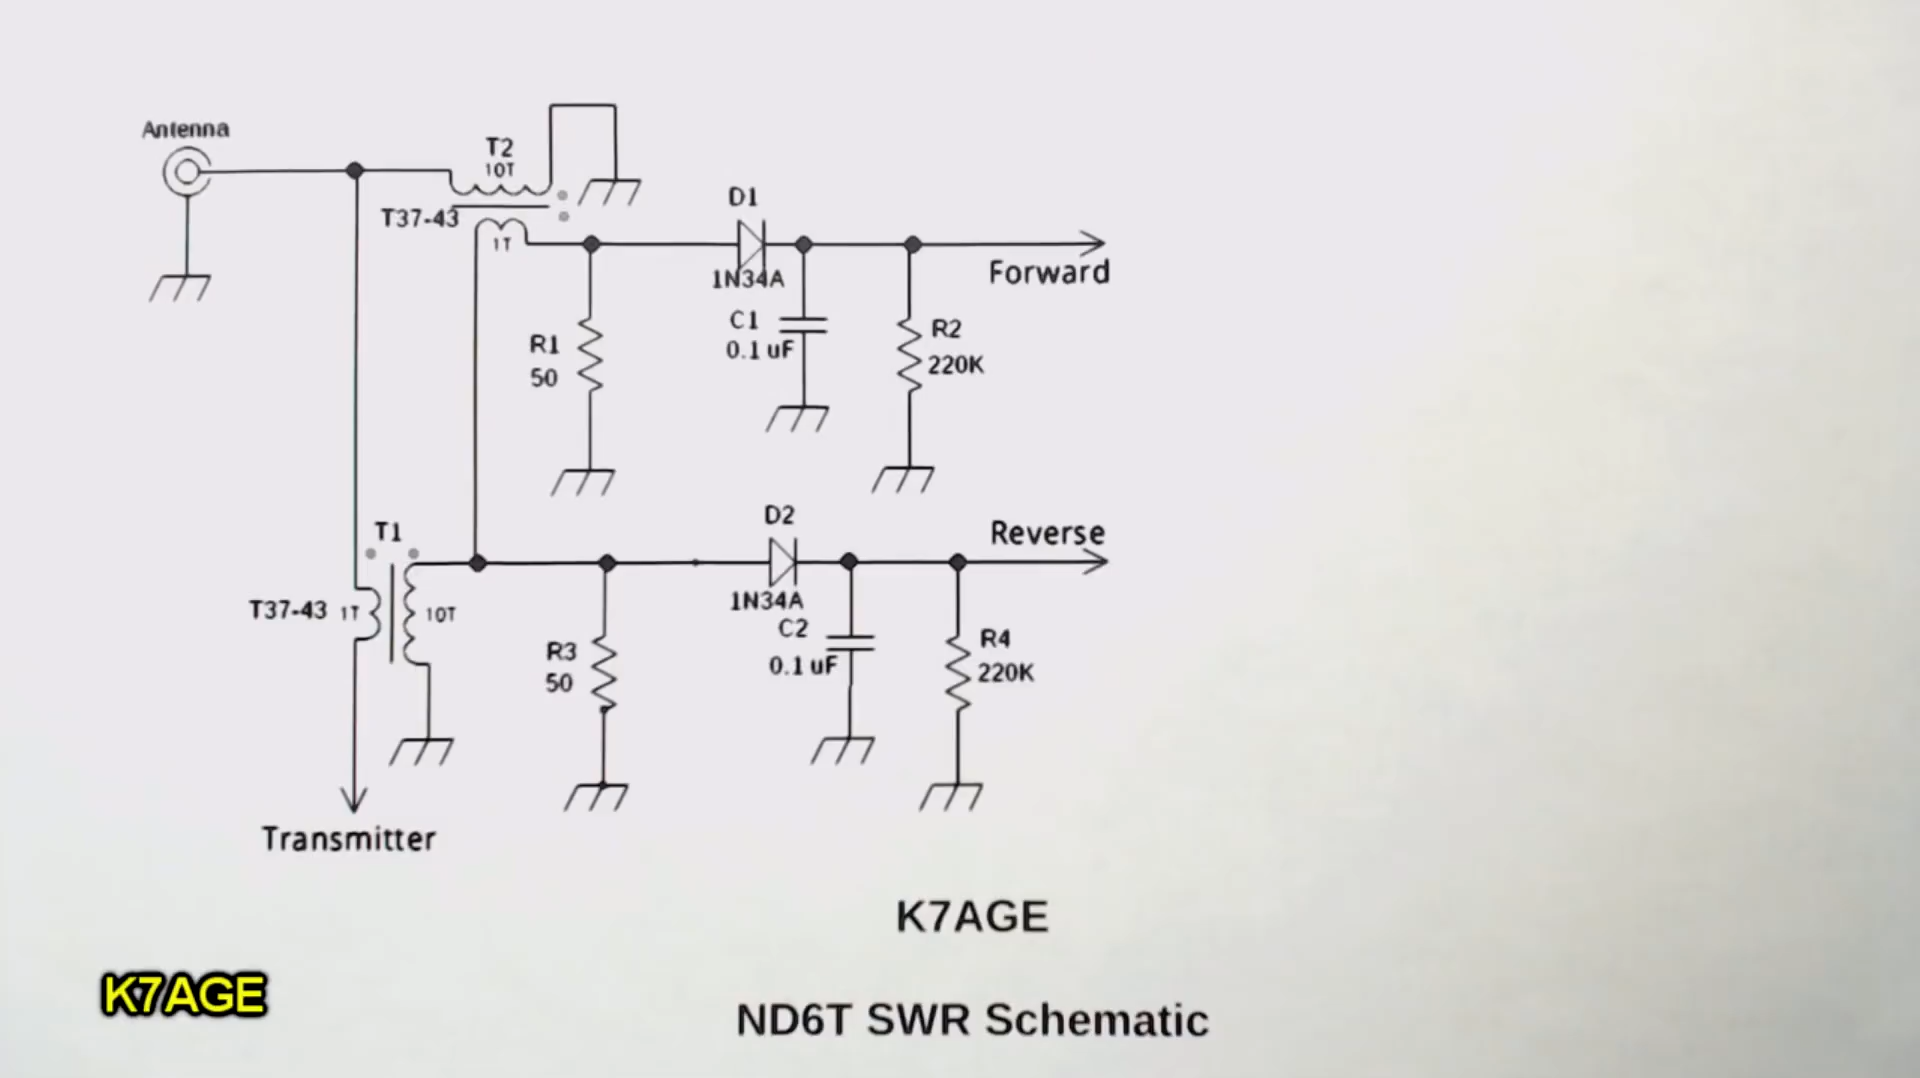 Antenna
T2
10T
T37-43
1T
D1
1N34A
Forward
C1
0.1 uF
R1
50
R2
220K
T1
T37-43
1T
10T
D2
1N34A
Reverse
C2
0.1 uF
R3
50
R4
220K
Transmitter
K7AGE
K7AGE
ND6T SWR Schematic